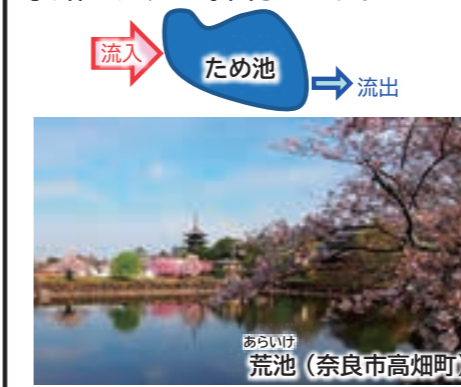 流入
ため池
流出
あらいけ
荒池（奈良市高畑町）